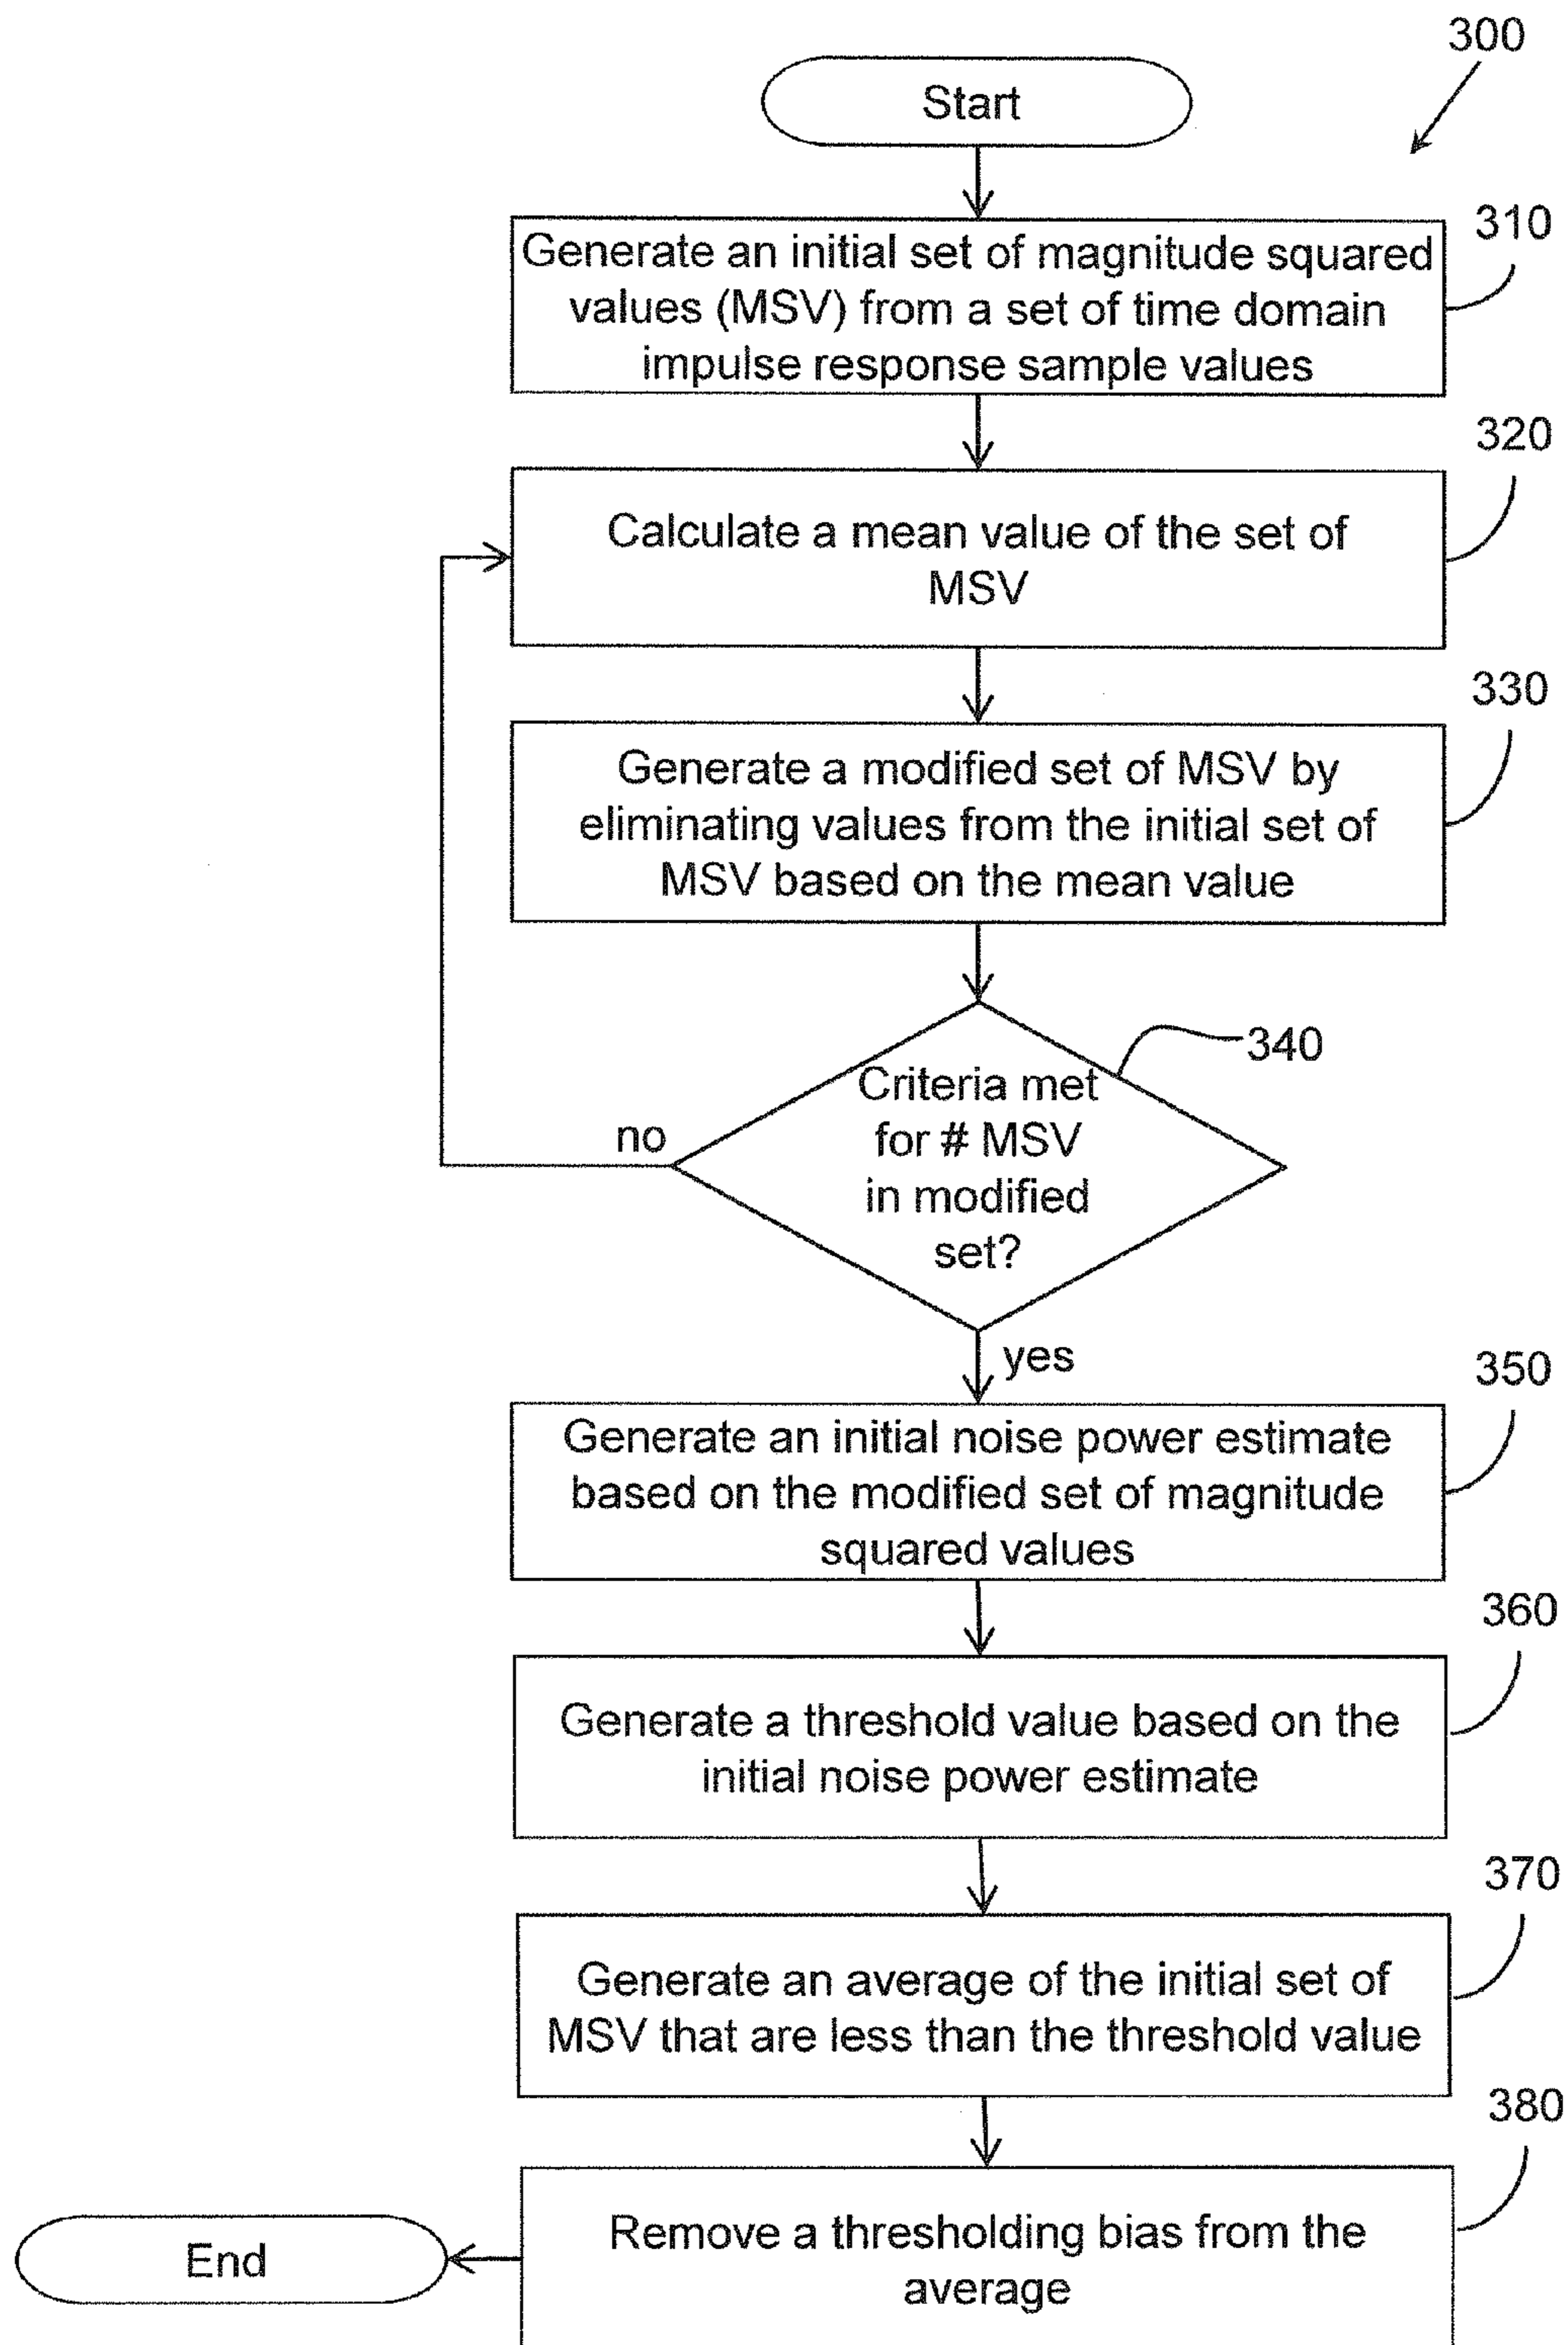 300
Start
310
Generate an initial set of magnitude squared
values (MSV) from a set of time domain
impulse response sample values
320
Calculate a mean value of the set of
MSV
330
Generate a modified set of MSV by
eliminating values from the initial set of
MSV based on the mean value
340
Criteria met
for # MSV
in modified
set?
no
yes
350
Generate an initial noise power estimate
based on the modified set of magnitude
squared values
360
Generate a threshold value based on the
initial noise power estimate
370
Generate an average of the initial set of
MSV that are less than the threshold value
380
Remove a thresholding bias from the
average
End